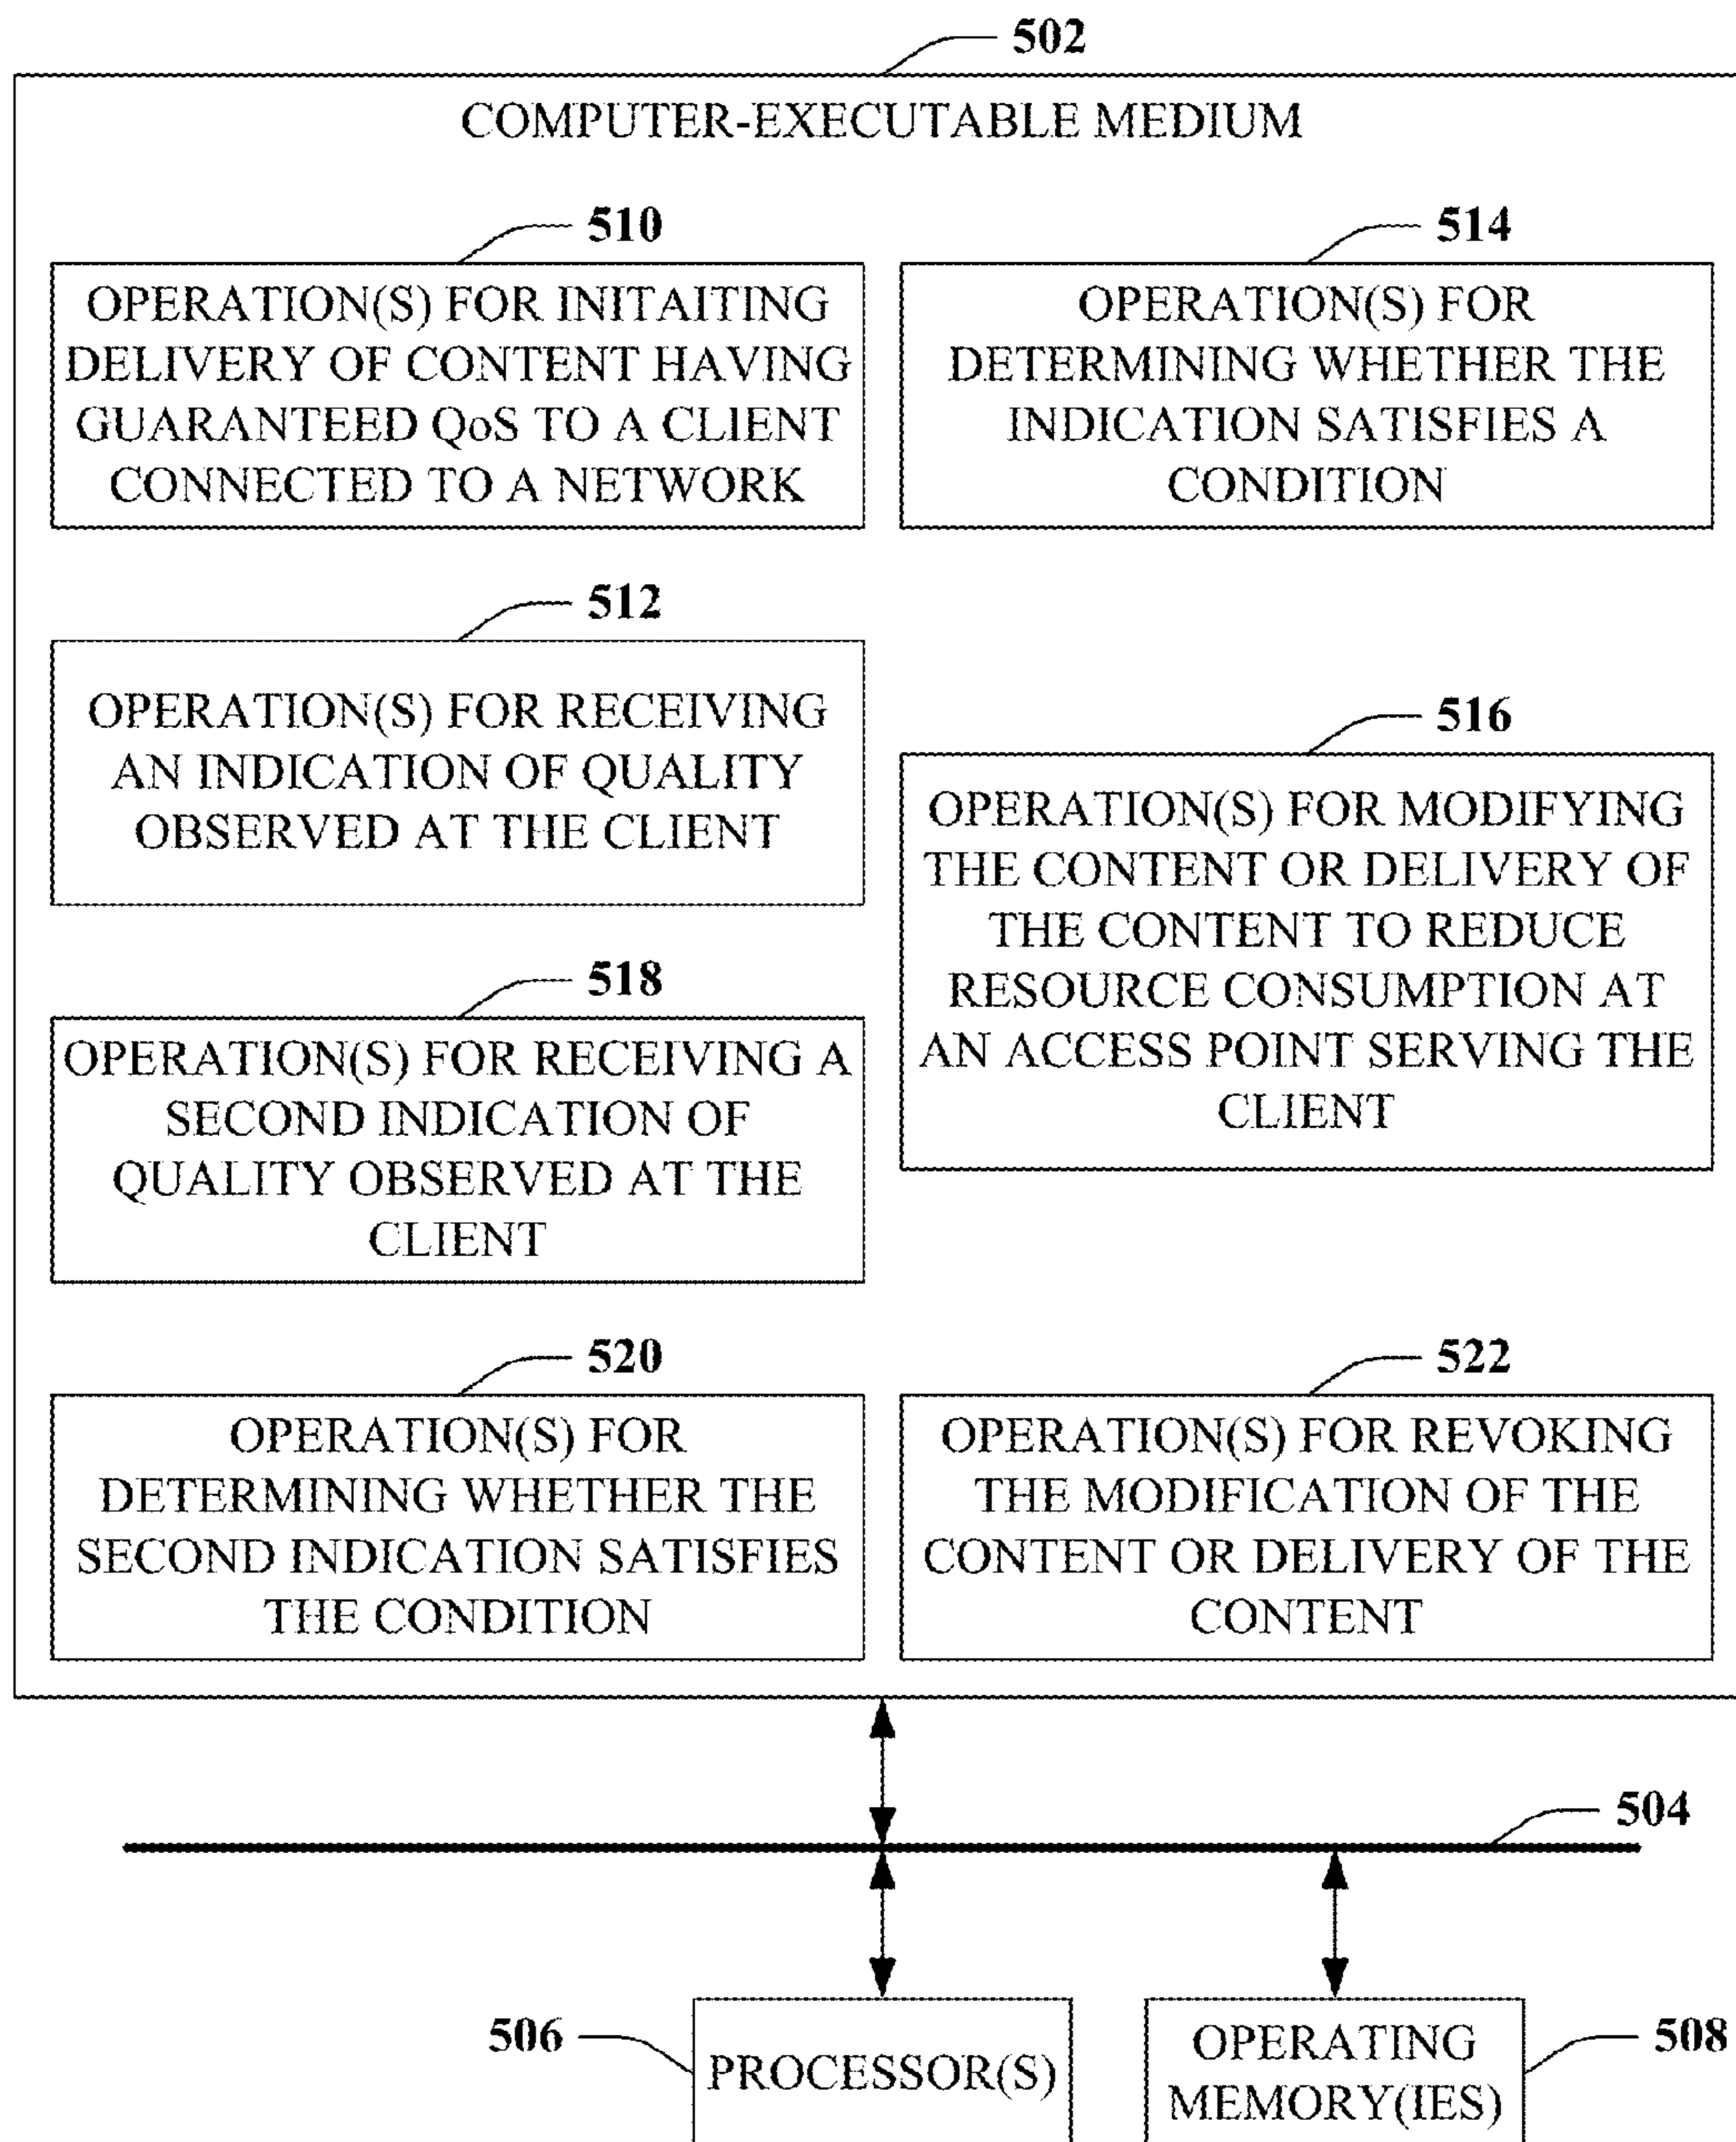 502
COMPUTER-EXECUTABLE MEDIUM
510
OPERATION(S) FOR INITAITING
DELIVERY OF CONTENT HAVING
GUARANTEED QoS TO A CLIENT
CONNECTED TO A NETWORK
514
OPERATION(S) FOR
DETERMINING WHETHER THE
INDICATION SATISFIES A
CONDITION
512
OPERATION(S) FOR RECEIVING
AN INDICATION OF QUALITY
OBSERVED AT THE CLIENT
516
OPERATION(S) FOR MODIFYING
THE CONTENT OR DELIVERY OF
THE CONTENT TO REDUCE
RESOURCE CONSUMPTION AT
AN ACCESS POINT SERVING THE
CLIENT
518
OPERATION(S) FOR RECEIVING A
SECOND INDICATION OF
QUALITY OBSERVED AT THE
CLIENT
520
OPERATION(S) FOR
DETERMINING WHETHER THE
SECOND INDICATION SATISFIES
THE CONDITION
522
OPERATION(S) FOR REVOKING
THE MODIFICATION OF THE
CONTENT OR DELIVERY OF THE
CONTENT
504
506
PROCESSOR(S)
OPERATING
MEMORY(IES)
508